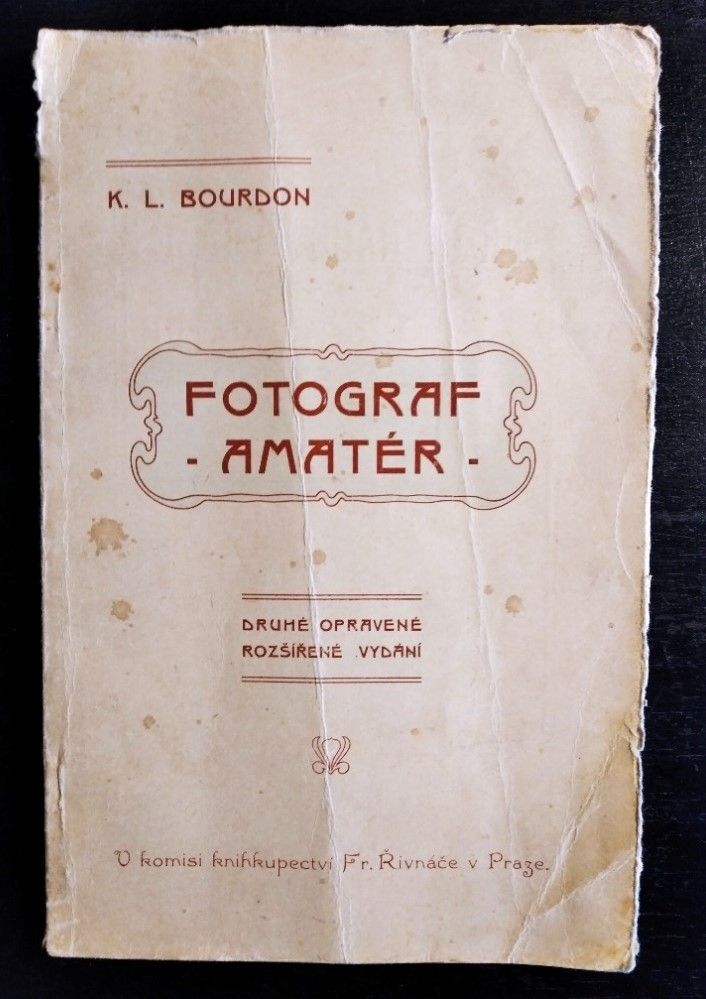 K. L. BOURDON
FOTOGRAF
- AMATÉR -
DRUHÉ OPRAVENÉ
ROZŠÍŘENÉ VYDÁNÍ
V komisi knihkupectví Fr. Řivnáče v Praze.